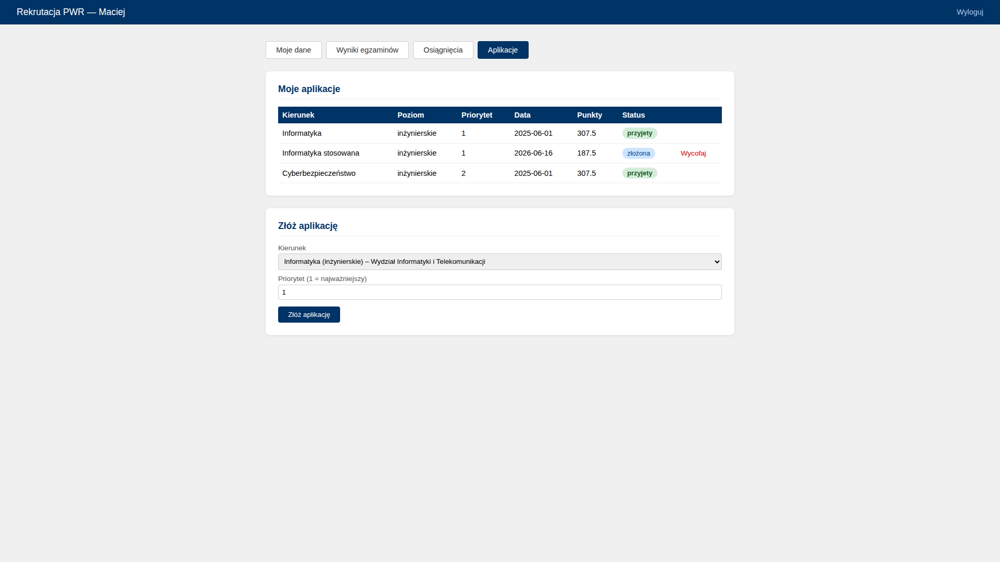 Rekrutacja PWR — Maciej Wyloguj
Moje dane Wyniki egzaminów Osiągnięcia Aplikacje
Moje aplikacje
Kierunek Poziom Priorytet Data Punkty Status
Informatyka inżynierskie 1 2025-06-01 307.5 przyjety
Informatyka stosowana inżynierskie 1 2026-06-16 187.5 złożona Wycofaj
Cyberbezpieczeństwo inżynierskie 2 2025-06-01 307.5 przyjety
Złóż aplikację
Kierunek
Informatyka (inżynierskie) – Wydział Informatyki i Telekomunikacji
Priorytet (1 = najważniejszy)
1
Złóż aplikację